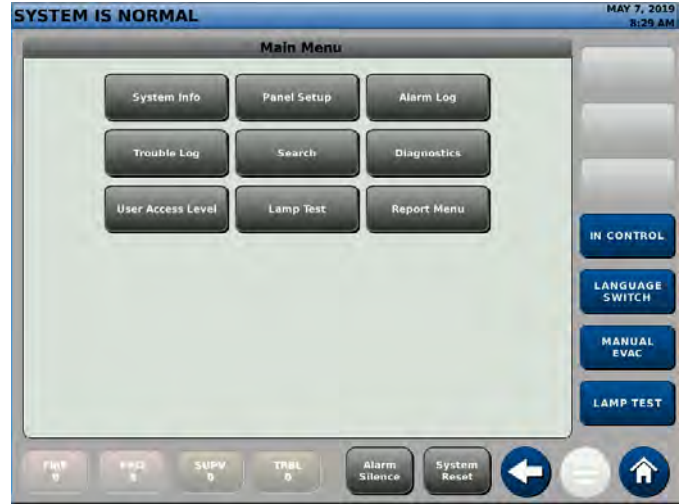 SYSTEM IS NORMAL
MAY 7, 2019
8:29 AM
Main Menu
System Info
Panel Setup
Alarm Log
Trouble Log
Search
Diagnostics
User Access Level
Lamp Test
Report Menu
IN CONTROL
LANGUAGE
SWITCH
MANUAL
EVAC
LAMP TEST
FIRE
0
PRI2
SUPV
0
TRBL
0
Alarm
Silence
System
Reset